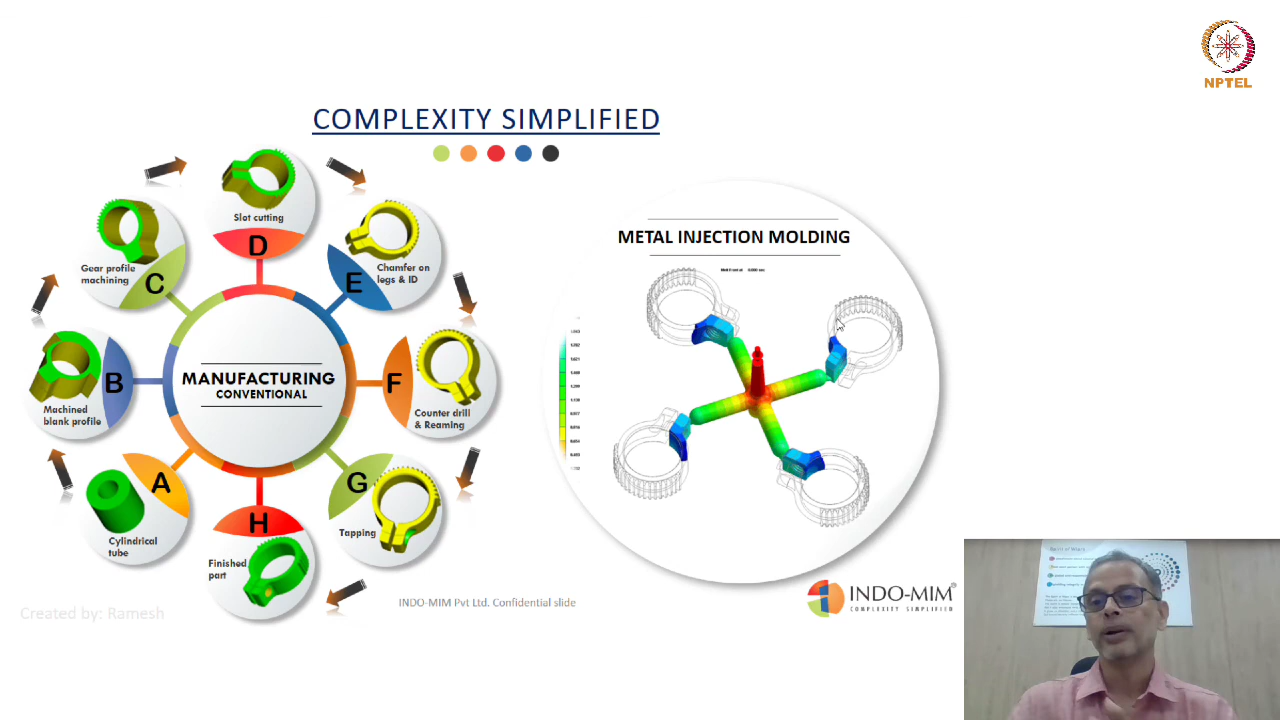 NPTEL
COMPLEXITY SIMPLIFIED
Slot cutting
D
Gear profile
machining
C
E
Chamfer on
legs & ID
METAL INJECTION MOLDING
B
Machined
blank profile
MANUFACTURING
CONVENTIONAL
F
Counter drill
& Reaming
A
Cylindrical
tube
G
Tapping
H
Finished
part
Created by: Ramesh
INDO-MIM Pvt Ltd. Confidential slide
INDO-MIM®
COMPLEXITY SIMPLIFIED